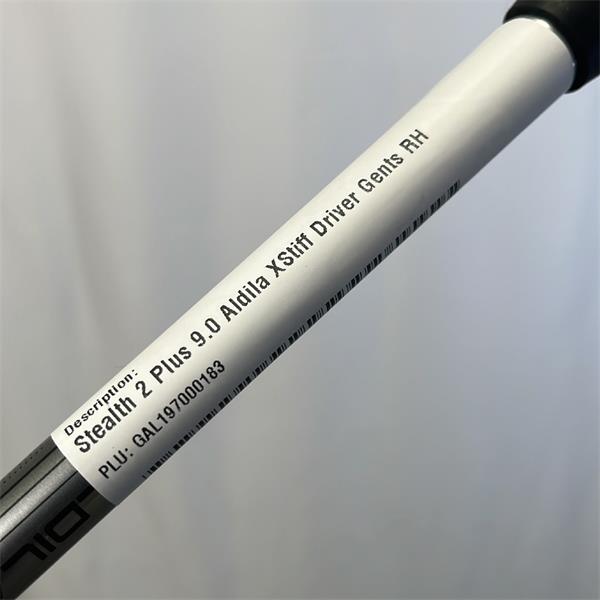 Description:
Stealth 2 Plus 9.0 Aldila XStiff Driver Gents RH
PLU: GAL197000183